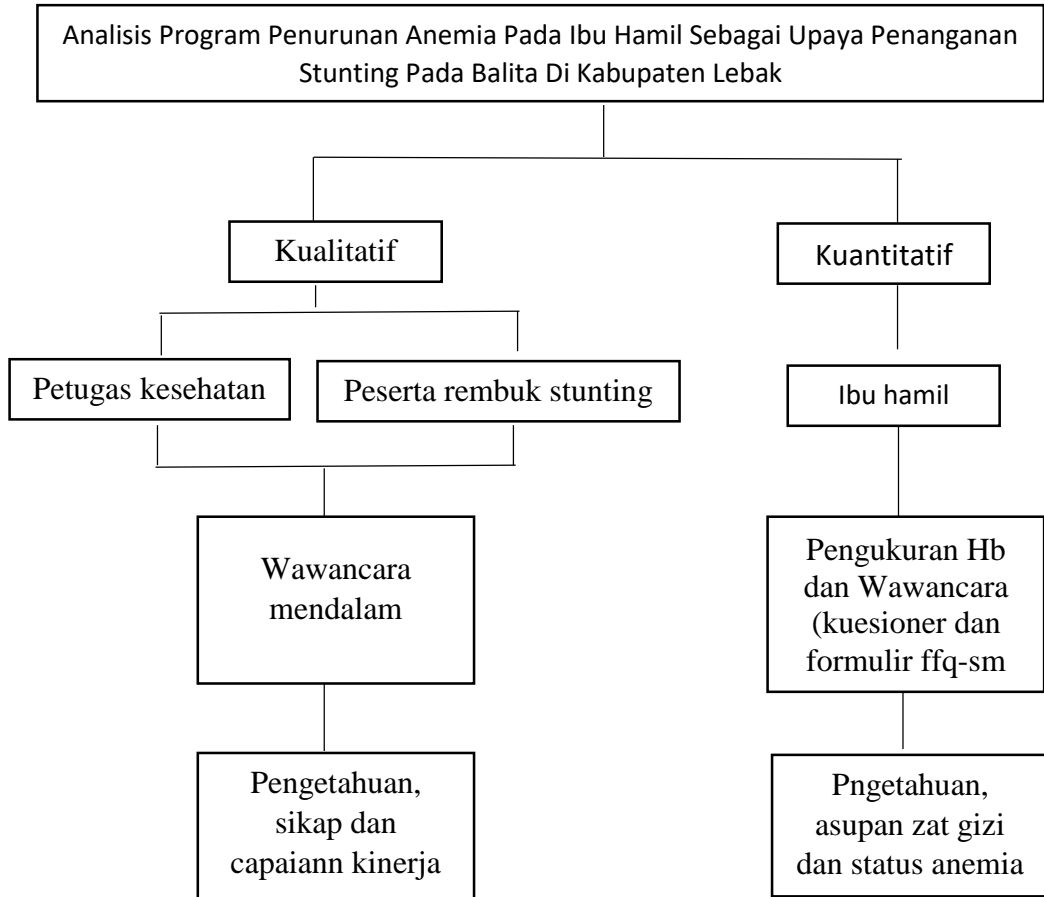 Analisis Program Penurunan Anemia Pada Ibu Hamil Sebagai Upaya Penanganan
Stunting Pada Balita Di Kabupaten Lebak
Kualitatif
Kuantitatif
Petugas kesehatan
Peserta rembuk stunting
Ibu hamil
Wawancara
mendalam
Pengukuran Hb
dan Wawancara
(kuesioner dan
formulir ffq-sm
Pengetahuan,
sikap dan
capaiann kinerja
Pngetahuan,
asupan zat gizi
dan status anemia